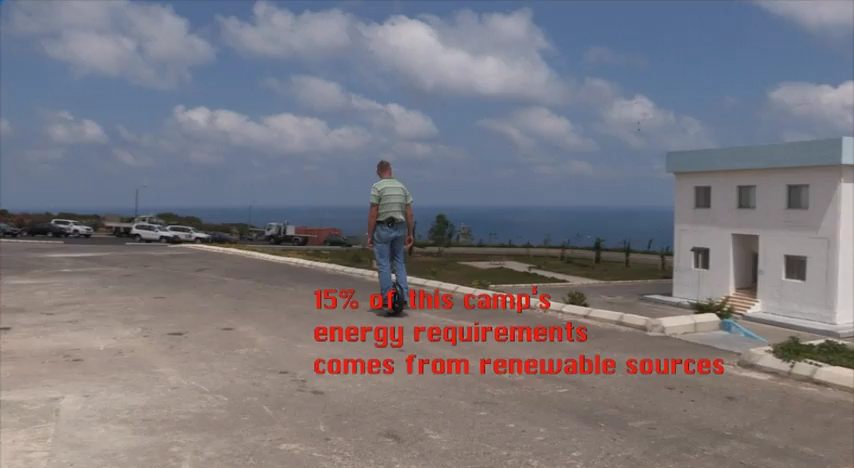 15% of this camp's
energy requirements
comes from renewable sources